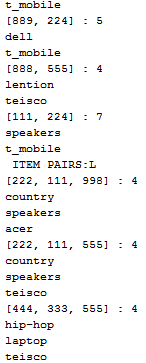 t_mobile
[889, 224] : 5
dell
t_mobile
[888, 555] : 4
lention
teisco
[111, 224] : 7
speakers
t_mobile
 ITEM PAIRS:L
[222, 111, 998] : 4
country
speakers
acer
[222, 111, 555] : 4
country
speakers
teisco
[444, 333, 555] : 4
hip-hop
laptop
teisco